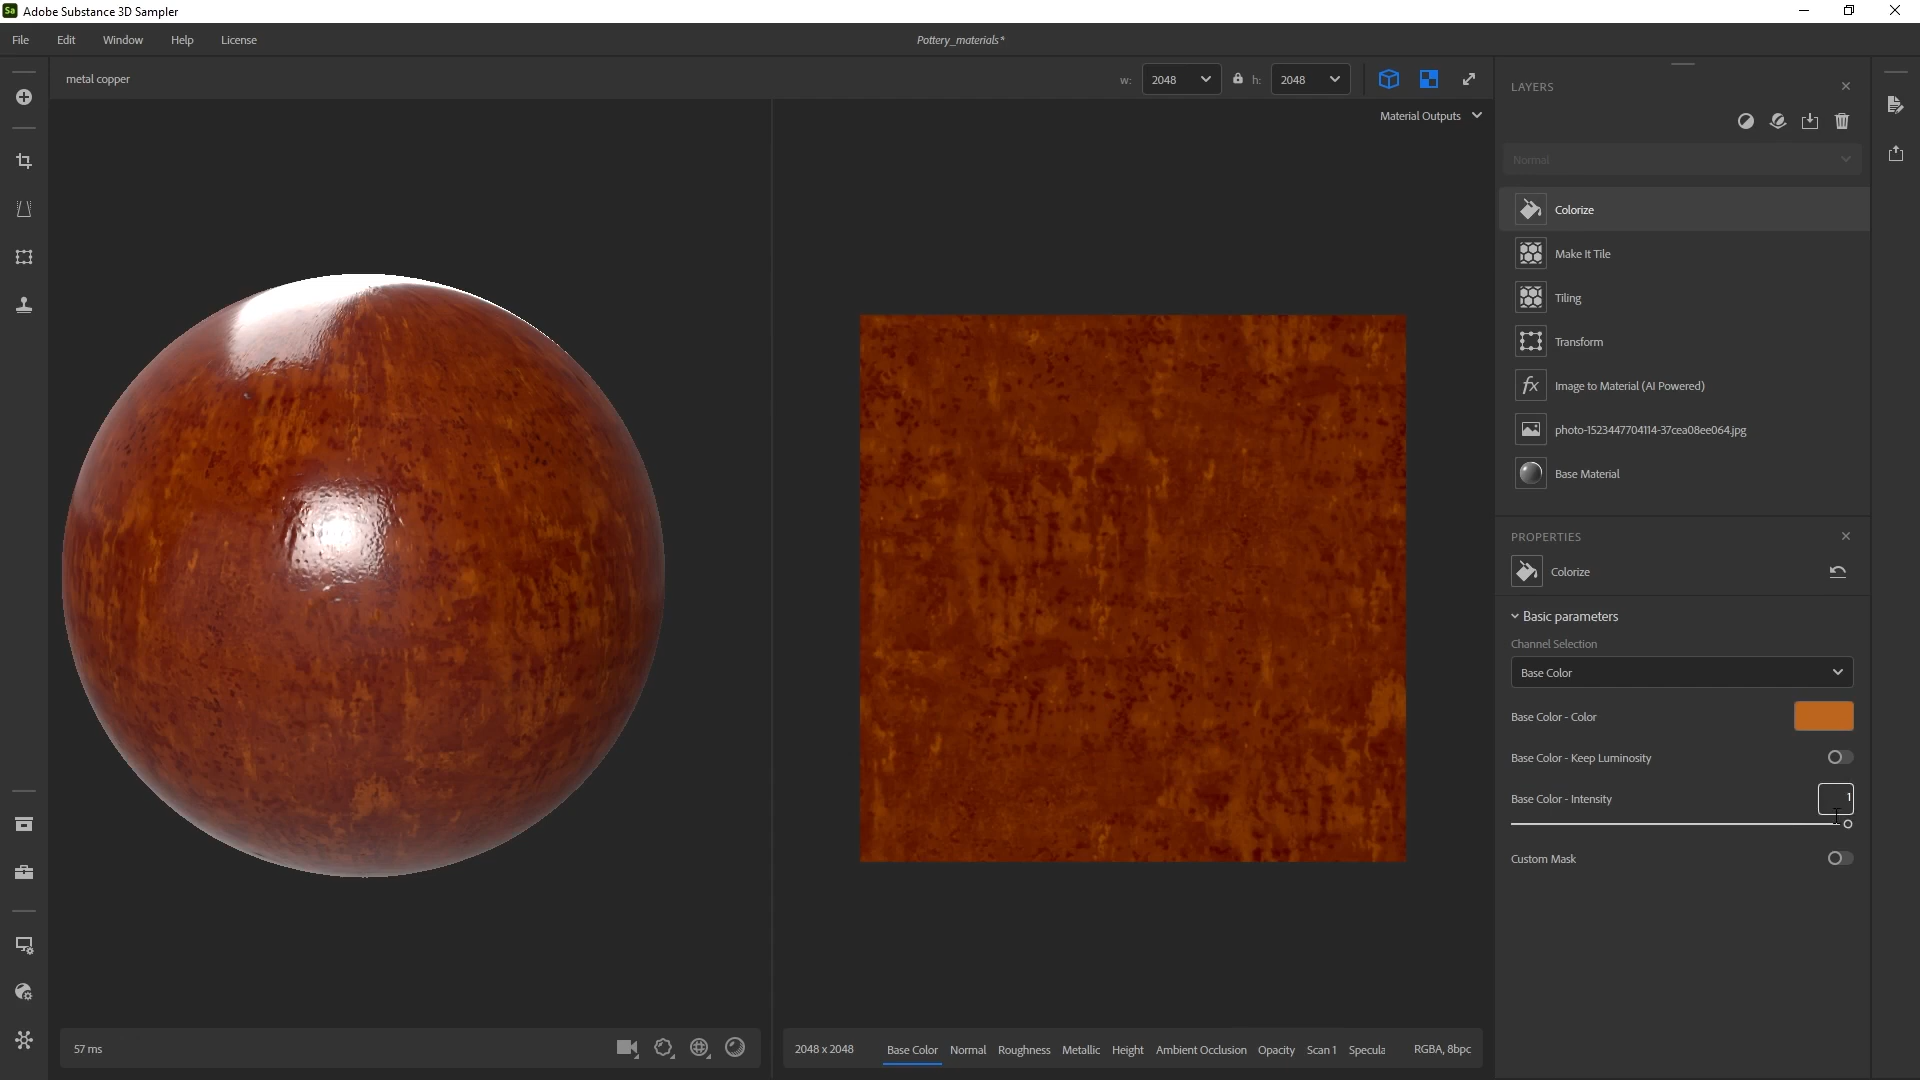 Sa Adobe Substance 3D Sampler
File Edit Window Help License Pottery_materials*
metal copper w: 2048 h: 2048
Material Outputs
LAYERS
Normal
Colorize
Make It Tile
Tiling
Transform
fx Image to Material (AI Powered)
photo-1523447704114-37cea08ee064.jpg
Base Material
PROPERTIES
Colorize
Basic parameters
Channel Selection
Base Color
Base Color - Color
Base Color - Keep Luminosity
Base Color - Intensity 1
Custom Mask
57 ms
2048 x 2048 Base Color Normal Roughness Metallic Height Ambient Occlusion Opacity Scan 1 Specula RGBA, 8bpc